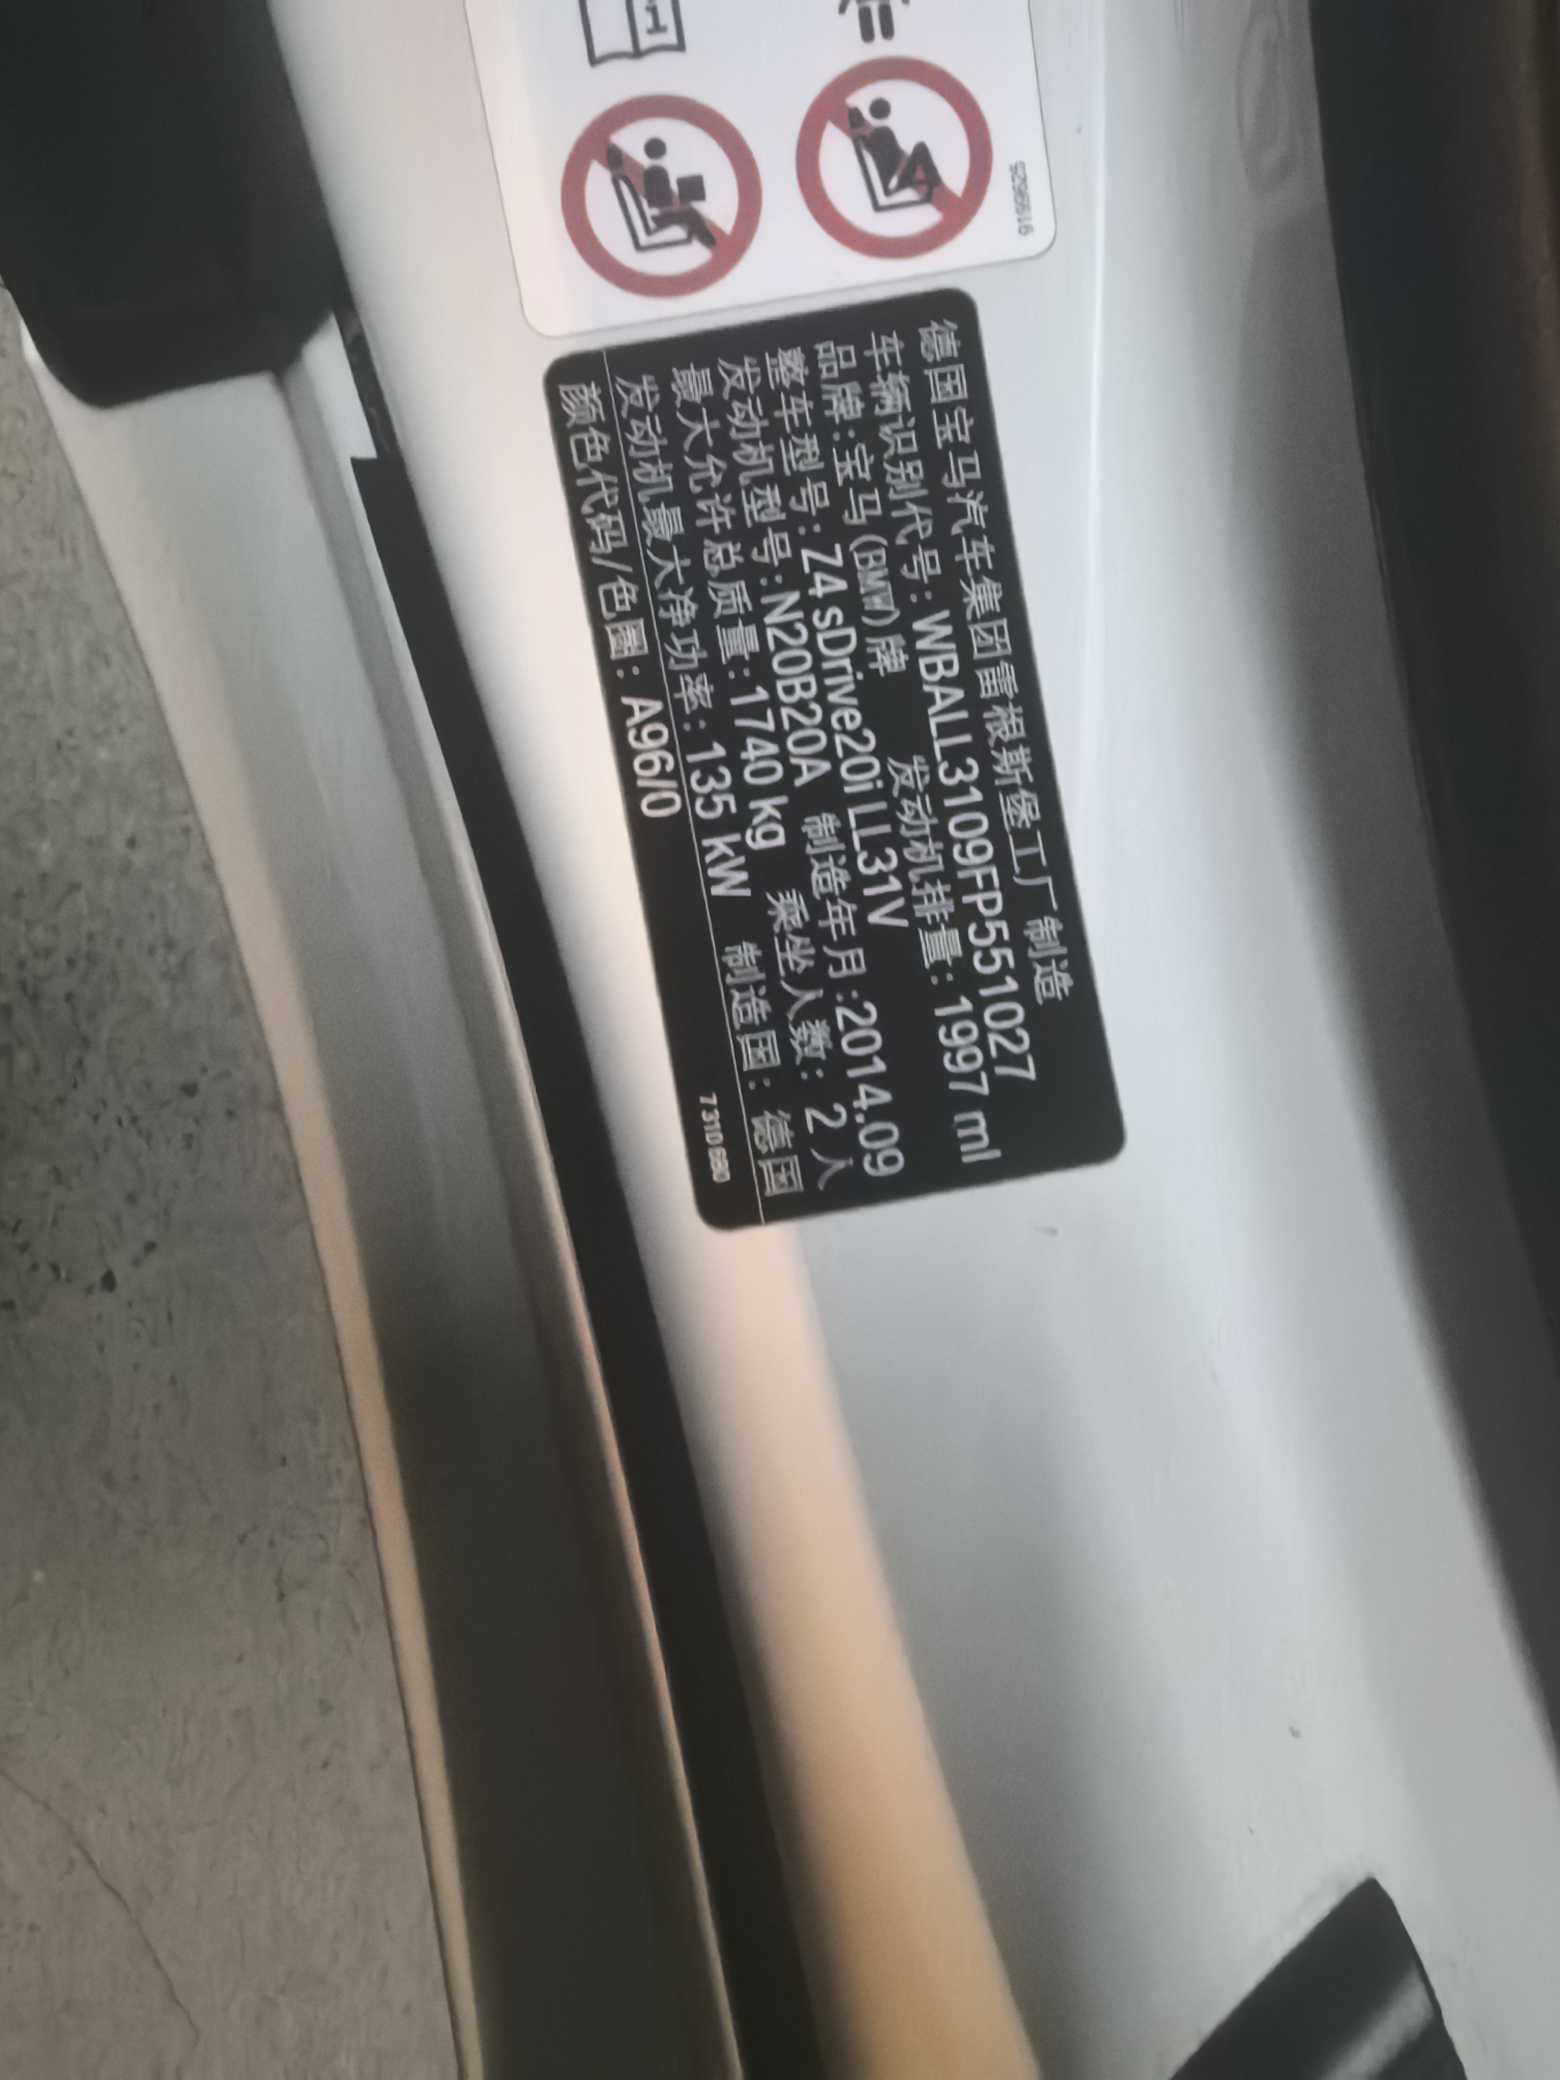 9196625
德国宝马汽车集团雷根斯堡工厂制造
车辆识别代号: WBALL3109FP551027
品牌:宝马(BMW)牌 发动机排量: 1997 ml
整车型号: Z4 sDrive20i LL31V
发动机型号:N20B20A 制造年月:2014.09
最大允许总质量:1740 kg 乘坐人数: 2人
发动机最大净功率: 135 kW 制造国: 德国
颜色代码/色圈: A96/0
7310 680